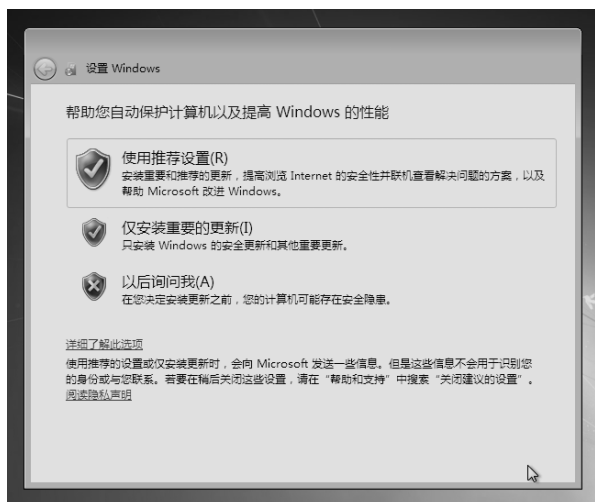 设置 Windows
帮助您自动保护计算机以及提高 Windows 的性能
使用推荐设置(R)
安装重要和推荐的更新，提高浏览 Internet 的安全性并联机查看解决问题的方案，以及
帮助 Microsoft 改进 Windows。
仅安装重要的更新(I)
只安装 Windows 的安全更新和其他重要更新。
以后询问我(A)
在您决定安装更新之前，您的计算机可能存在安全隐患。
详细了解此选项
使用推荐的设置或仅安装更新时，会向 Microsoft 发送一些信息。但是这些信息不会用于识别您
的身份或与您联系。若要在稍后关闭这些设置，请在“帮助和支持”中搜索“关闭建议的设置”。
阅读隐私声明